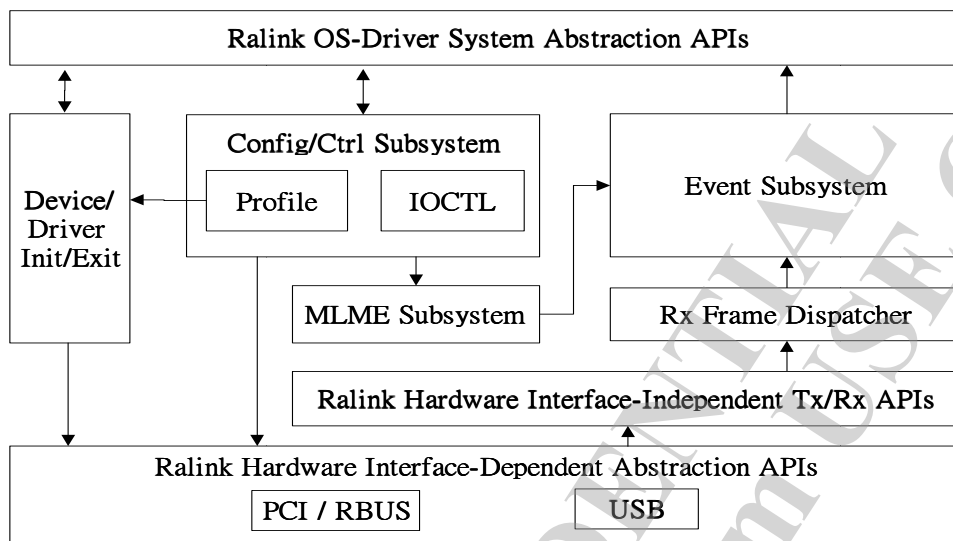 Ralink OS-Driver System Abstraction APIs
Config/Ctrl Subsystem
Profile
IOCTL
Device/
Driver
Init/Exit
Event Subsystem
MLME Subsystem
Rx Frame Dispatcher
Ralink Hardware Interface-Independent Tx/Rx APIs
Ralink Hardware Interface-Dependent Abstraction APIs
PCI / RBUS
USB
DENTIAL
USE